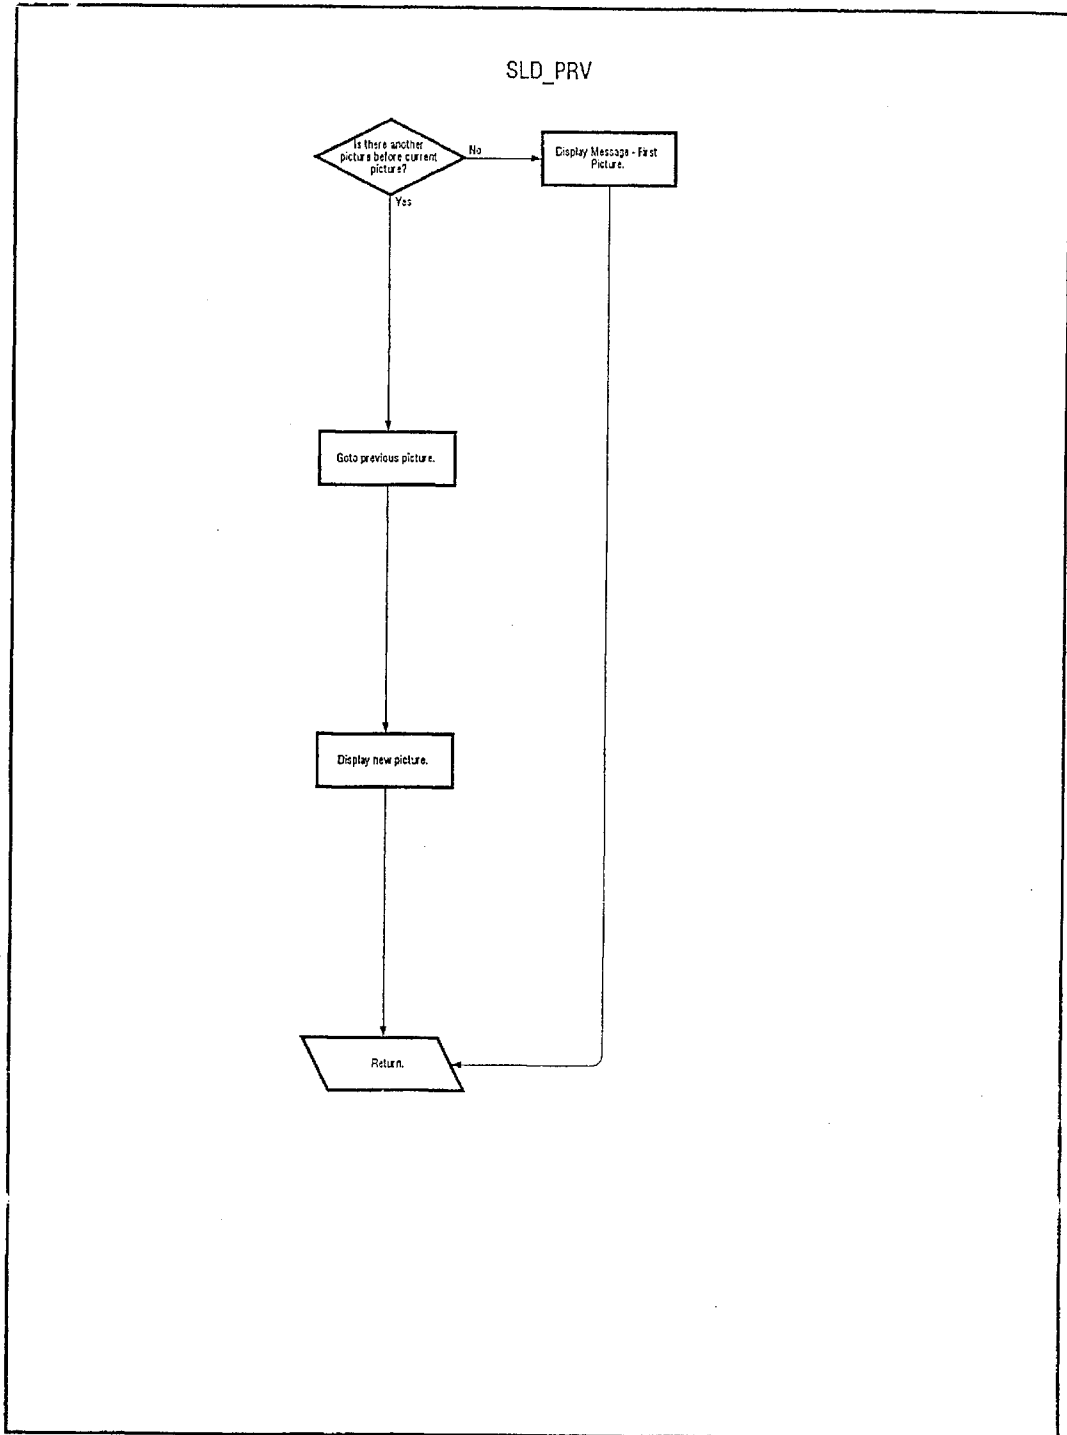 SLD_PRV
Is there another
picture before current
picture?
No
Display Message - First
Picture.
Yes
Goto previous picture.
Display new picture.
Return.